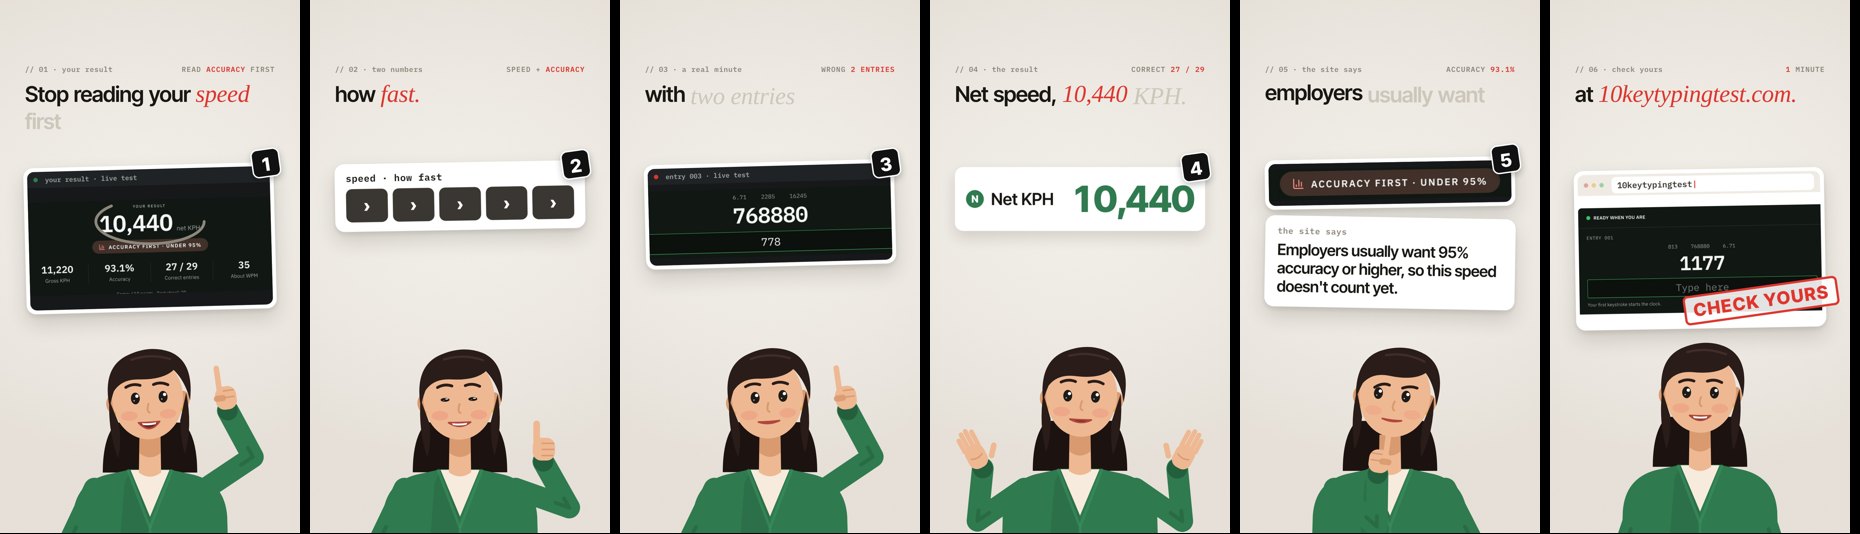 // 01 · your result
READ ACCURACY FIRST
Stop reading your speed
first
1
your result · live test
YOUR RESULT
10,440 net KPH
ACCURACY FIRST · UNDER 95%
11,220
Gross KPH
93.1%
Accuracy
27 / 29
Correct entries
35
About WPM
// 02 · two numbers
SPEED + ACCURACY
how fast.
2
speed · how fast
› › › › ›
// 03 · a real minute
WRONG 2 ENTRIES
with two entries
3
entry 003 · live test
6.71 2285 16245
768880
778
// 04 · the result
CORRECT 27 / 29
Net speed, 10,440 KPH.
4
N Net KPH 10,440
// 05 · the site says
ACCURACY 93.1%
employers usually want
5
ACCURACY FIRST · UNDER 95%
the site says
Employers usually want 95%
accuracy or higher, so this speed
doesn't count yet.
// 06 · check yours
1 MINUTE
at 10keytypingtest.com.
10keytypingtest
READY WHEN YOU ARE
ENTRY 001
813 768880 6.71
1177
Type here
Your first keystroke starts the clock.
CHECK YOURS